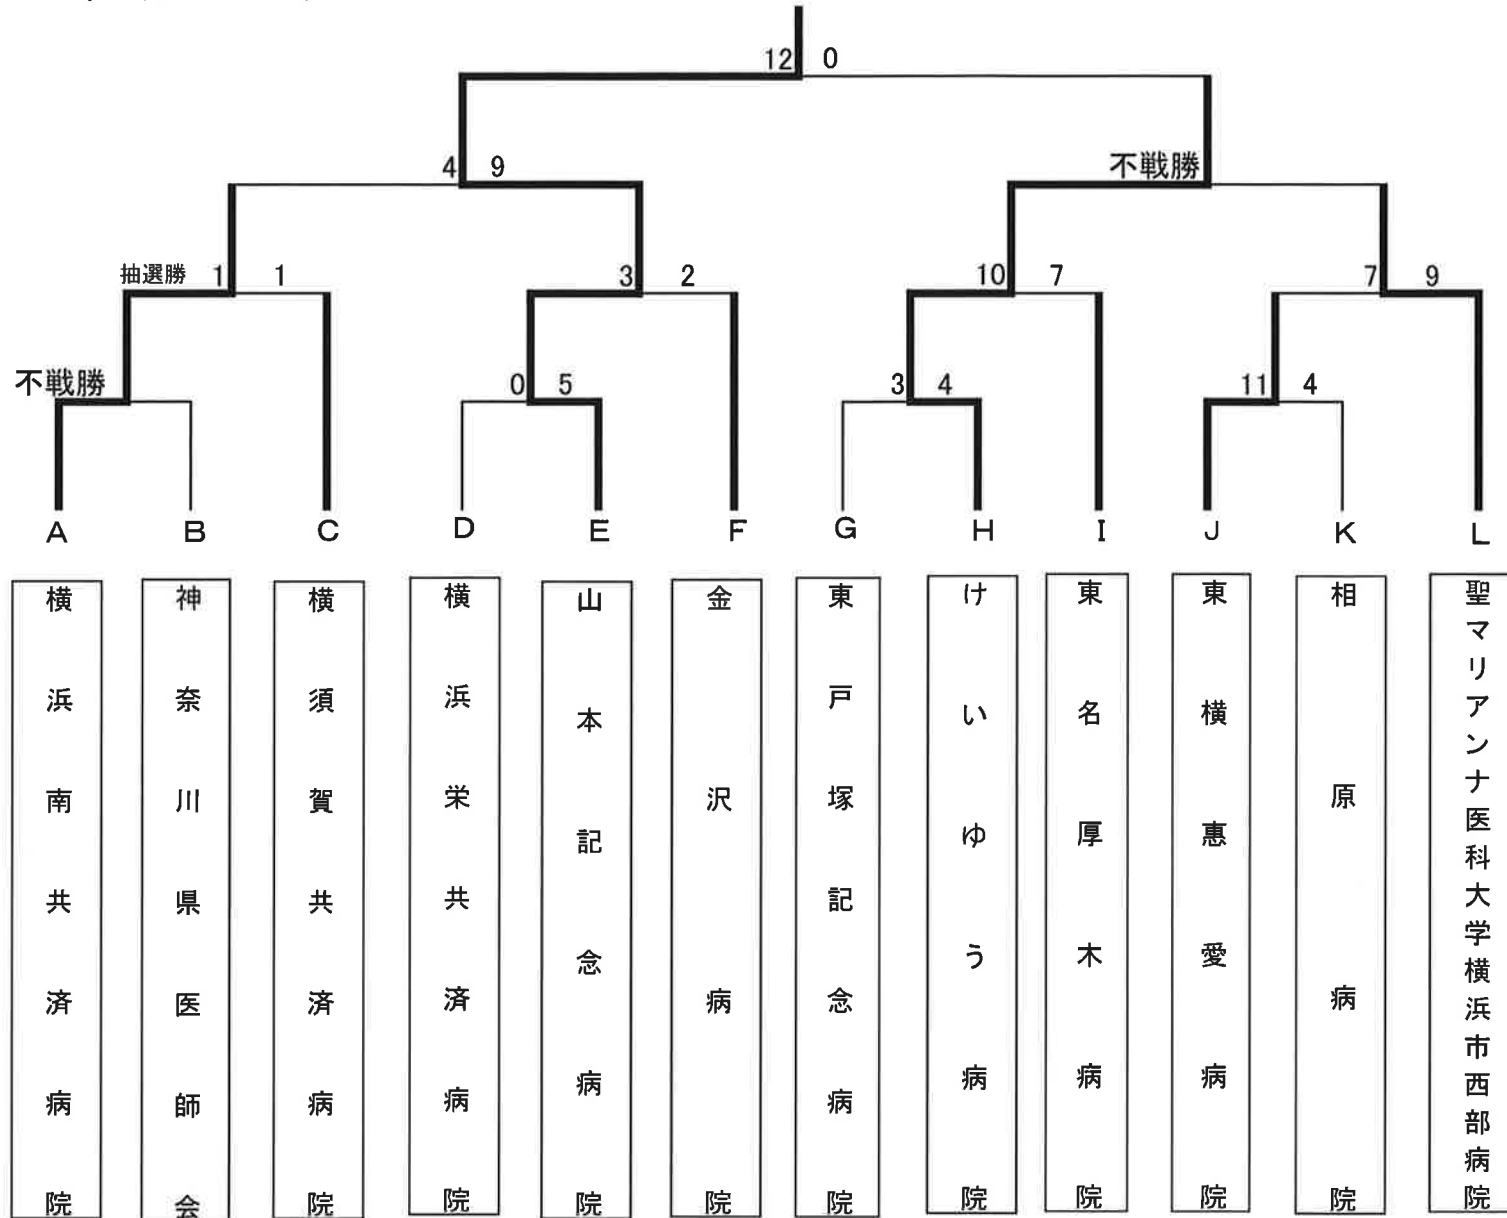 12 0
4 9
不戦勝
抽選勝 1 1
3 2
10 7
7 9
不戦勝
0 5
3 4
11 4
A B C D E F G H I J K L
横浜南共済病院
神奈川県医師会
横須賀共済病院
横浜栄共済病院
山本記念病院
金沢病院
東戸塚記念病院
けいゆう病院
東名厚木病院
東横惠愛病院
相原病院
聖マリアンナ医科大学横浜市西部病院